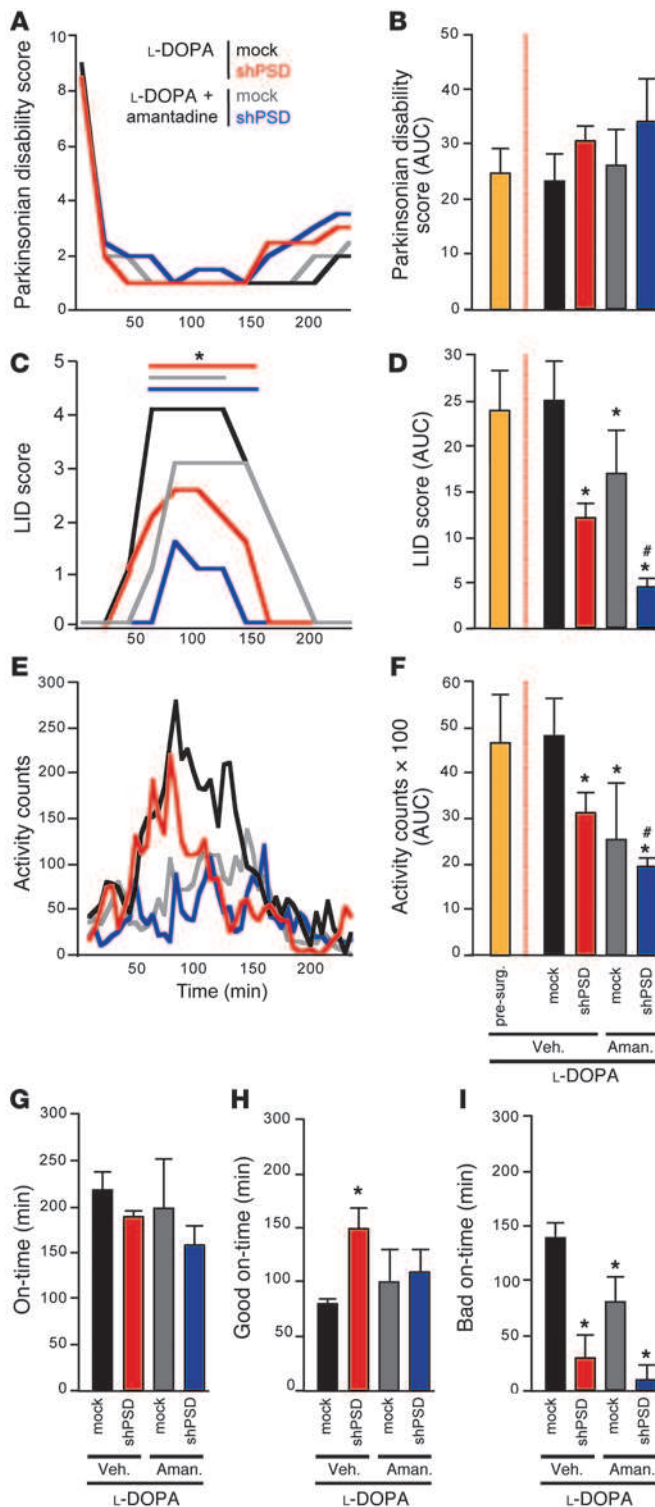 A
L-DOPA mock
shPSD
L-DOPA + mock
amantadine shPSD
Parkinsonian disability score
10
8
6
4
2
0
50 100 150 200
B
Parkinsonian disability
score (AUC)
50
40
30
20
10
0
C
LID score
5
4
3
2
1
0
*
50 100 150 200
D
LID score (AUC)
30
25
20
15
10
5
0
*
*
#
*
E
Activity counts
300
250
200
150
100
50
0
50 100 150 200
Time (min)
F
Activity counts × 100
(AUC)
60
50
40
30
20
10
0
*
*
#
*
pre-surg. mock shPSD mock shPSD
Veh. Aman.
L-DOPA
G
On-time (min)
300
250
200
150
100
50
0
mock shPSD mock shPSD
Veh. Aman.
L-DOPA
H
Good on-time (min)
300
200
150
100
50
0
*
mock shPSD mock shPSD
Veh. Aman.
L-DOPA
I
Bad on-time (min)
300
200
100
50
0
*
*
*
mock shPSD mock shPSD
Veh. Aman.
L-DOPA